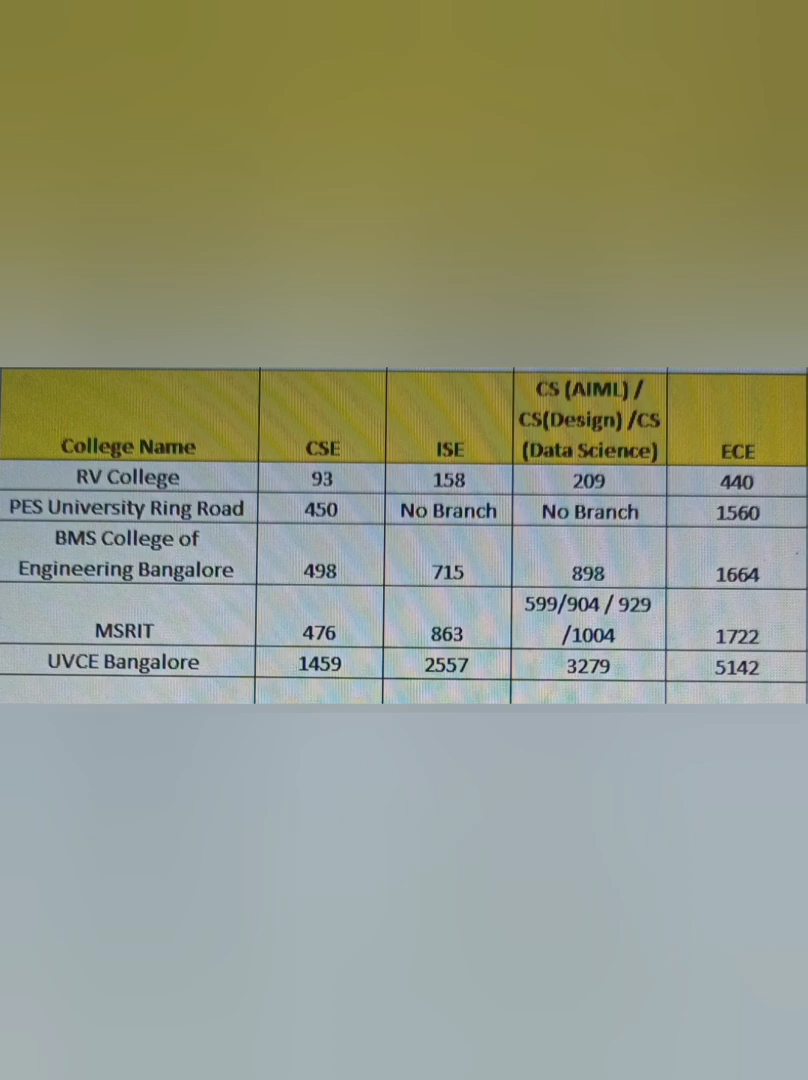 College Name CSE ISE CS (AIML) / CS(Design) /CS (Data Science) ECE
RV College 93 158 209 440
PES University Ring Road 450 No Branch No Branch 1560
BMS College of Engineering Bangalore 498 715 898 1664
MSRIT 476 863 599/904 / 929 /1004 1722
UVCE Bangalore 1459 2557 3279 5142